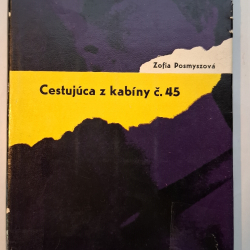 Zofia Posmyszová
Cestujúca z kabíny č. 45